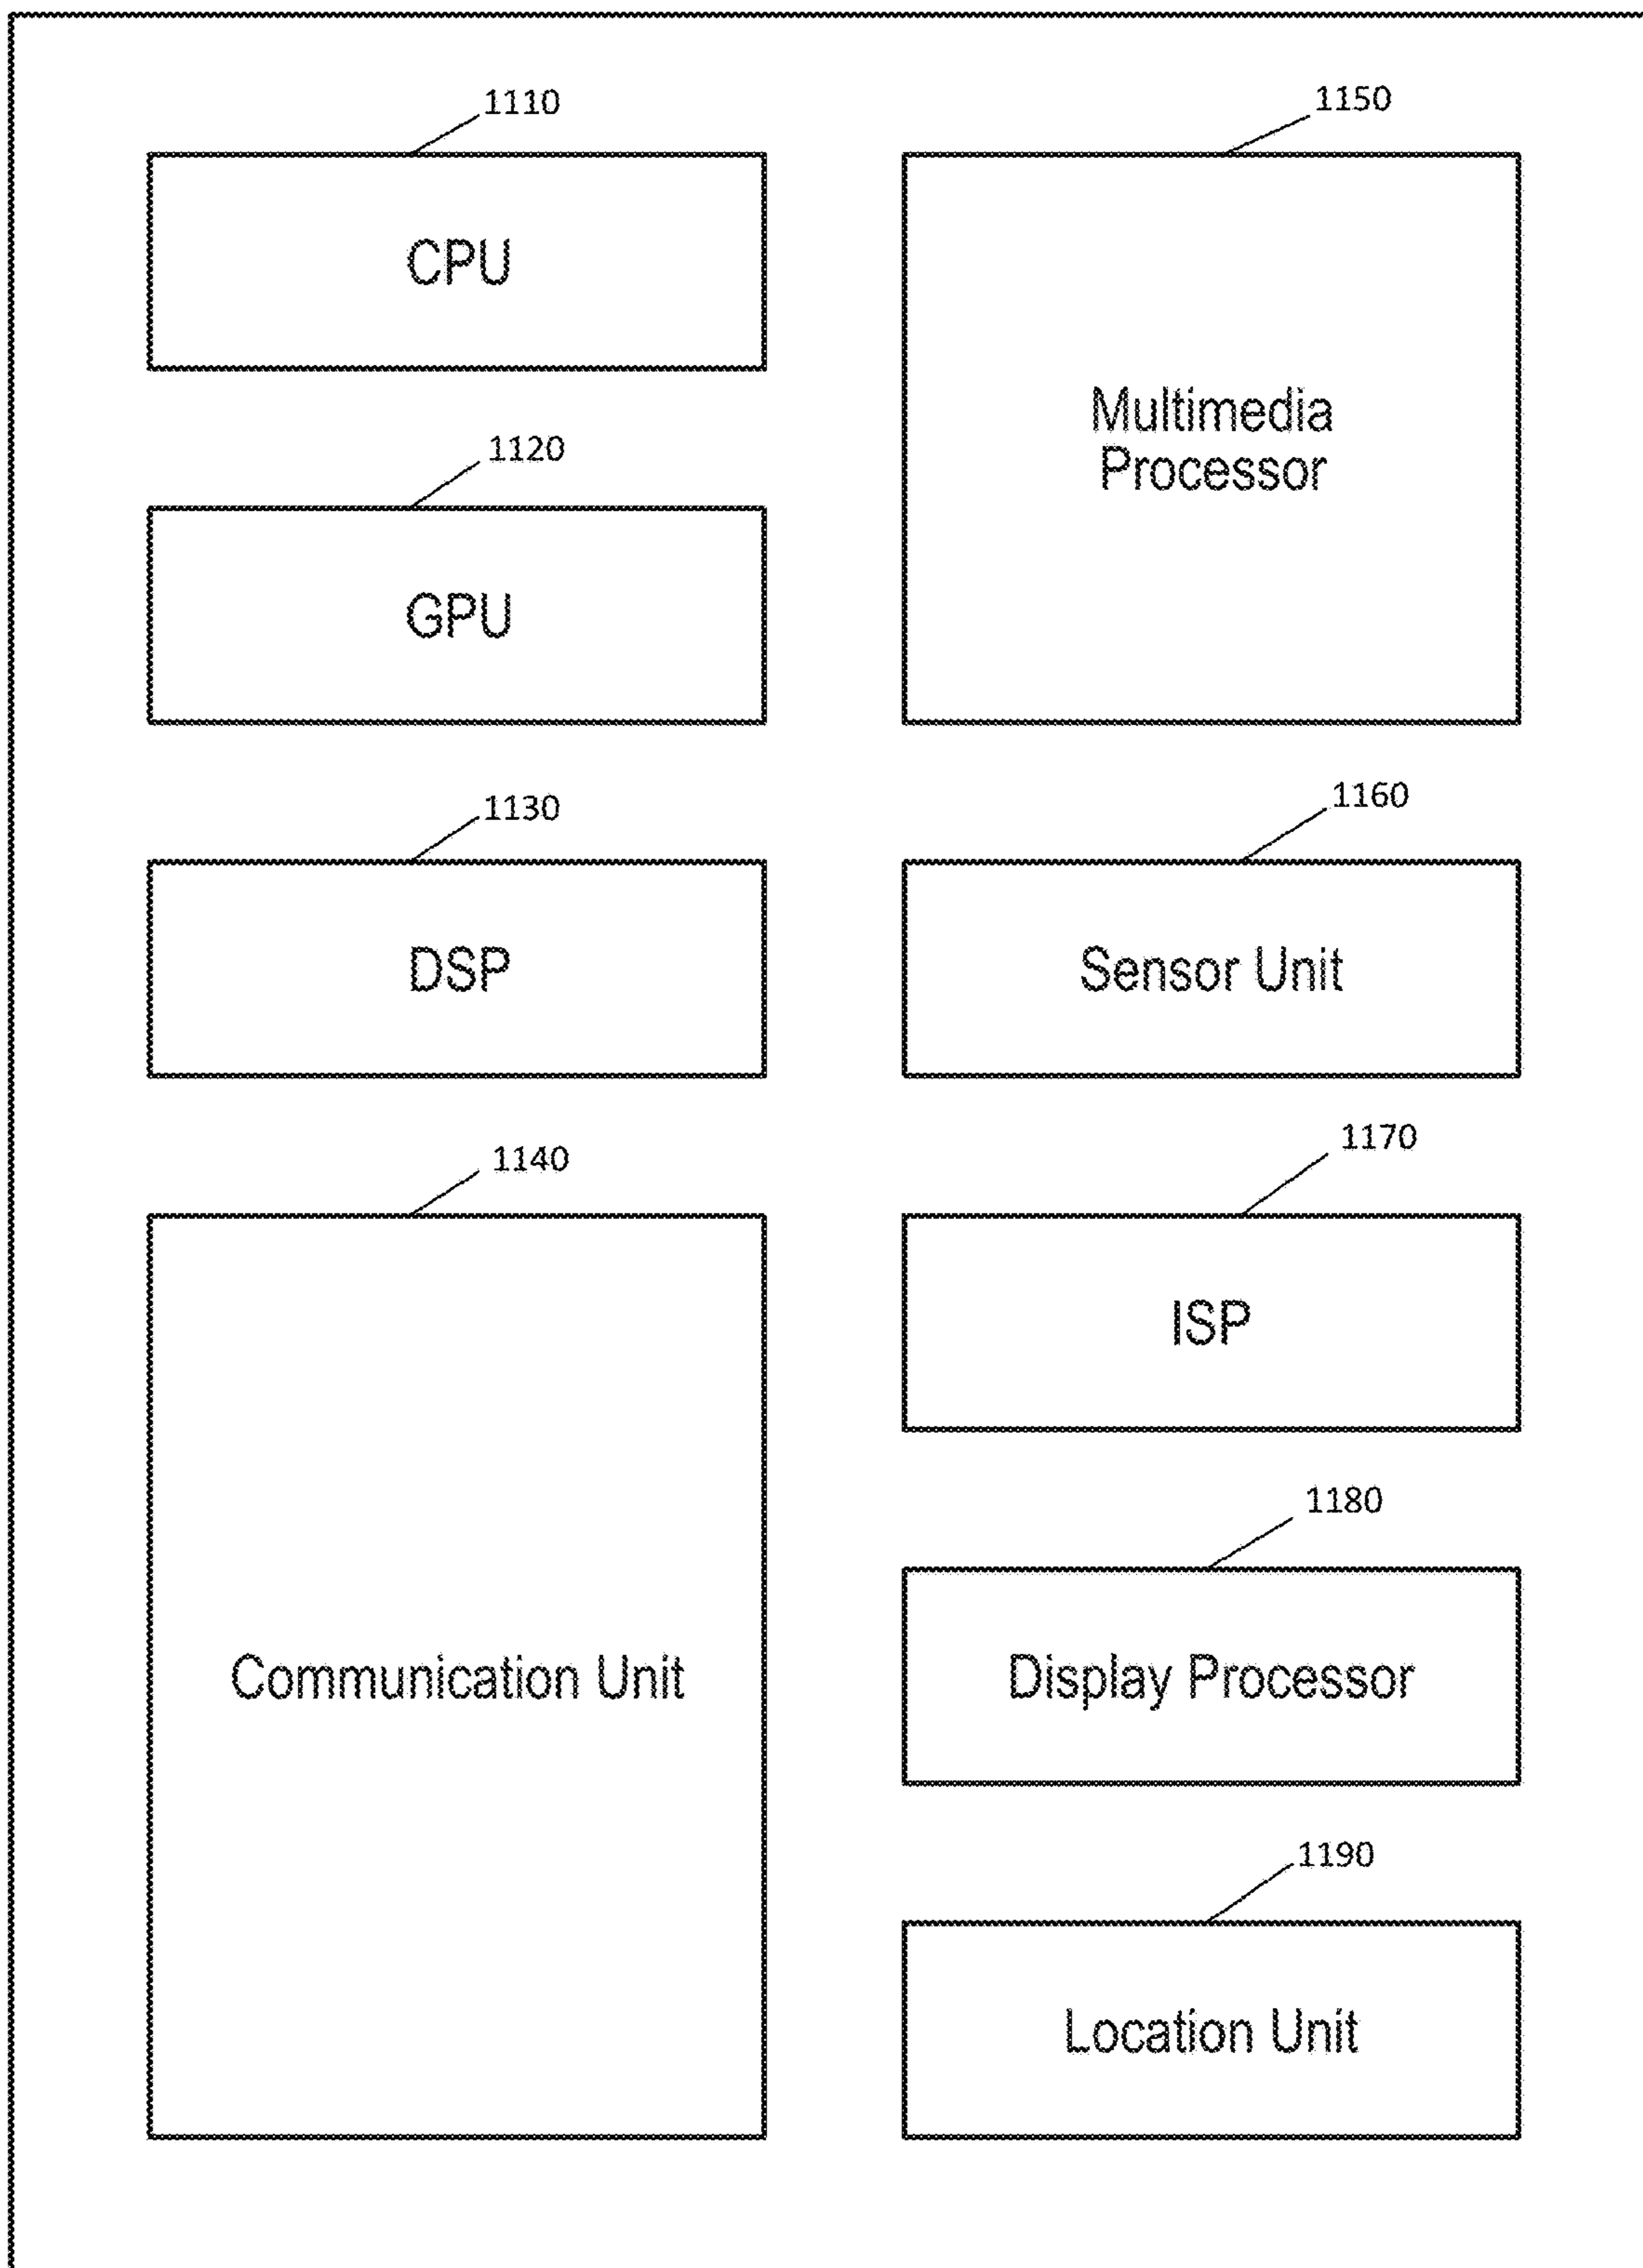 1110
CPU
1120
GPU
1130
DSP
1140
Communication Unit
1150
Multimedia
Processor
1160
Sensor Unit
1170
ISP
1180
Display Processor
1190
Location Unit